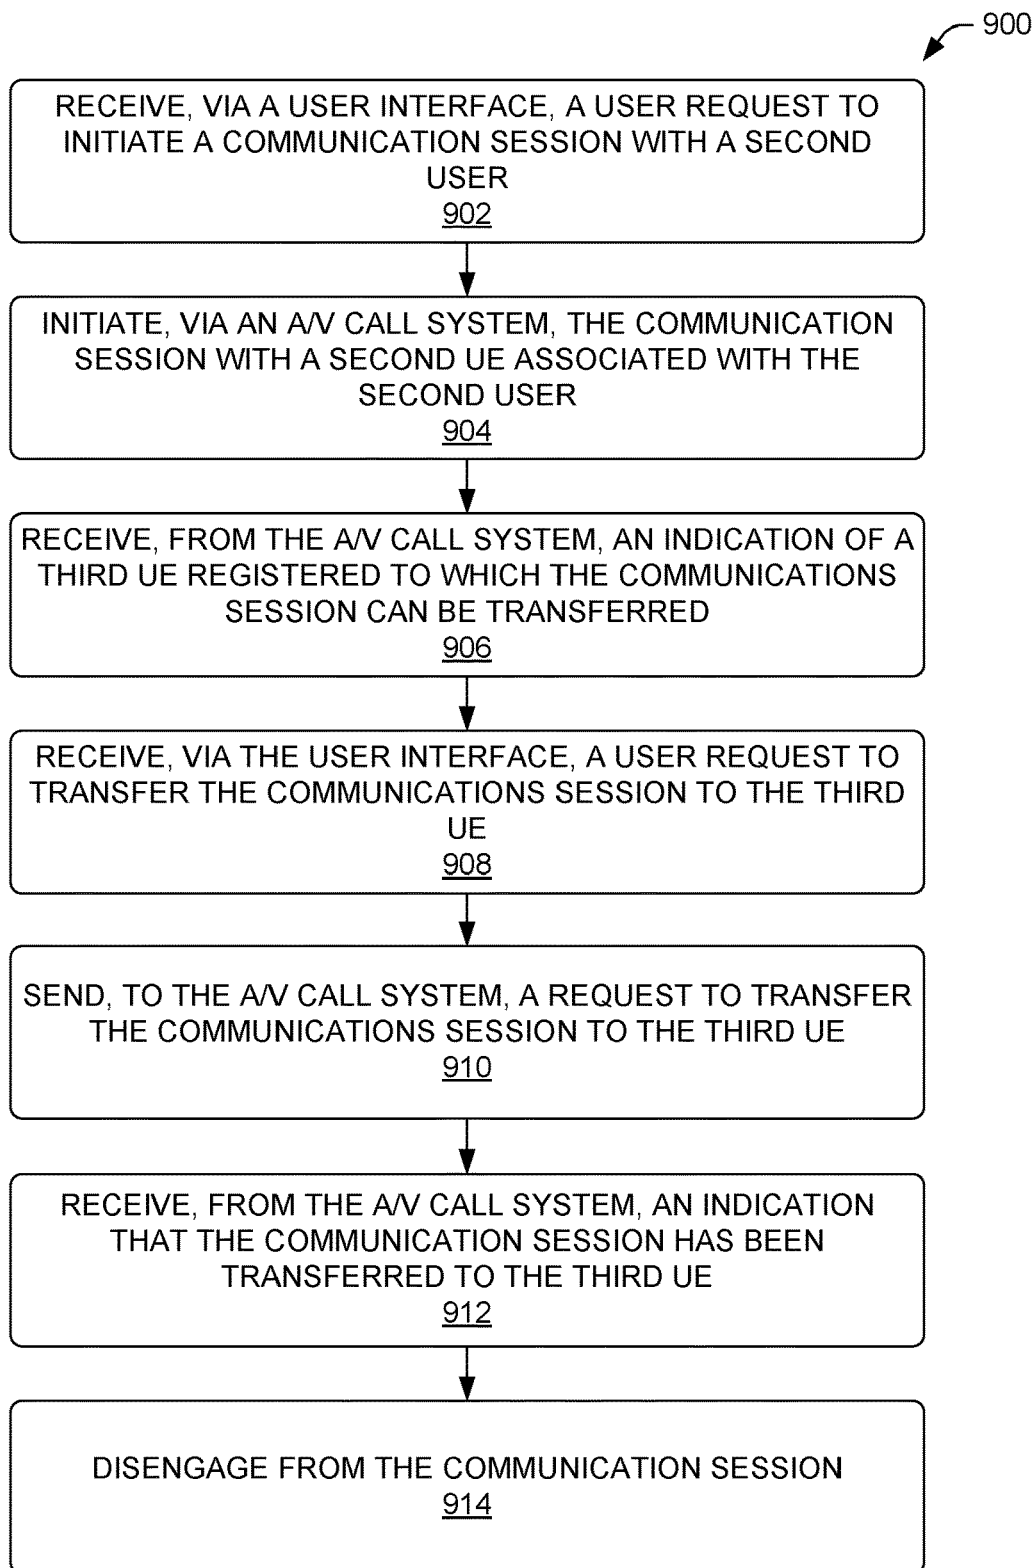 900
RECEIVE, VIA A USER INTERFACE, A USER REQUEST TO
INITIATE A COMMUNICATION SESSION WITH A SECOND
USER
902
INITIATE, VIA AN A/V CALL SYSTEM, THE COMMUNICATION
SESSION WITH A SECOND UE ASSOCIATED WITH THE
SECOND USER
904
RECEIVE, FROM THE A/V CALL SYSTEM, AN INDICATION OF A
THIRD UE REGISTERED TO WHICH THE COMMUNICATIONS
SESSION CAN BE TRANSFERRED
906
RECEIVE, VIA THE USER INTERFACE, A USER REQUEST TO
TRANSFER THE COMMUNICATIONS SESSION TO THE THIRD
UE
908
SEND, TO THE A/V CALL SYSTEM, A REQUEST TO TRANSFER
THE COMMUNICATIONS SESSION TO THE THIRD UE
910
RECEIVE, FROM THE A/V CALL SYSTEM, AN INDICATION
THAT THE COMMUNICATION SESSION HAS BEEN
TRANSFERRED TO THE THIRD UE
912
DISENGAGE FROM THE COMMUNICATION SESSION
914